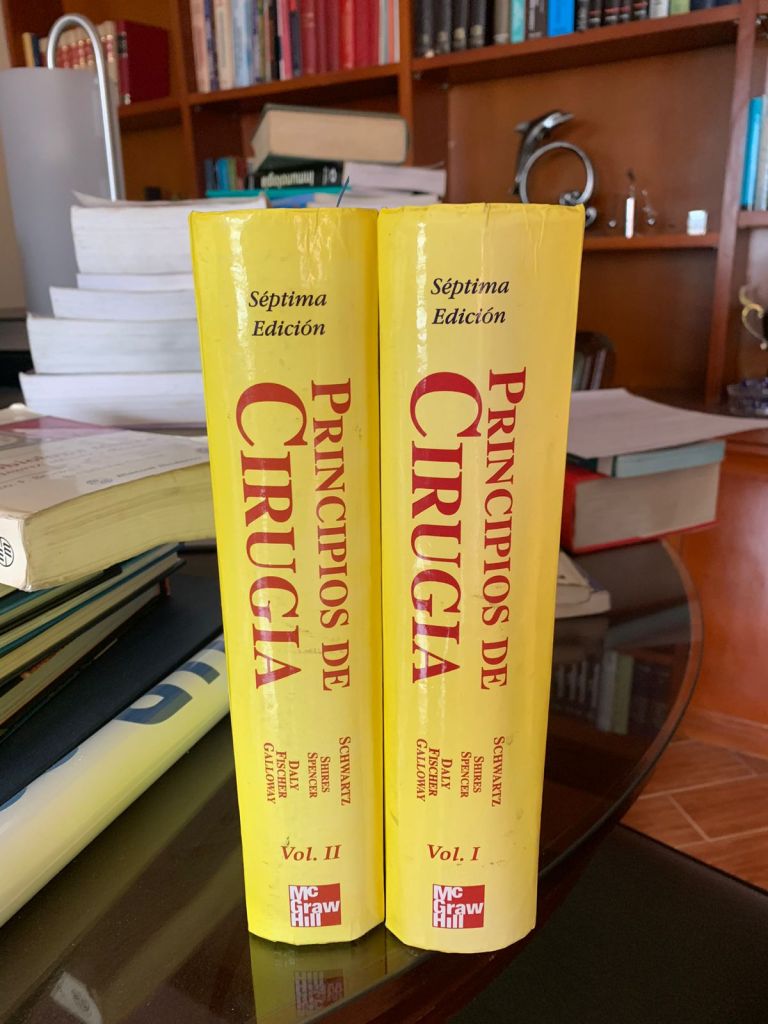 Séptima
Edición
PRINCIPIOS DE
CIRUGIA
SCHWARTZ
SHIRES
SPENCER
DALY
FISCHER
GALLOWAY
Vol. II
Mc
Graw
Hill
Séptima
Edición
PRINCIPIOS DE
CIRUGIA
SCHWARTZ
SHIRES
SPENCER
DALY
FISCHER
GALLOWAY
Vol. I
Mc
Graw
Hill
Inmunología